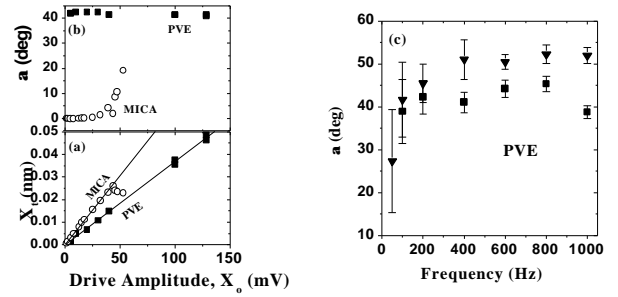 40
30
20
10
0
(b)
PVE
MICA
a (deg)
0.05
0.04
0.03
0.02
0.01
0.00
(a)
MICA
PVE
X (nm)
0 50 100 150
Drive Amplitude, X o (mV)
60
50
40
30
20
10
(c)
PVE
a (deg)
0 200 400 600 800 1000
Frequency (Hz)